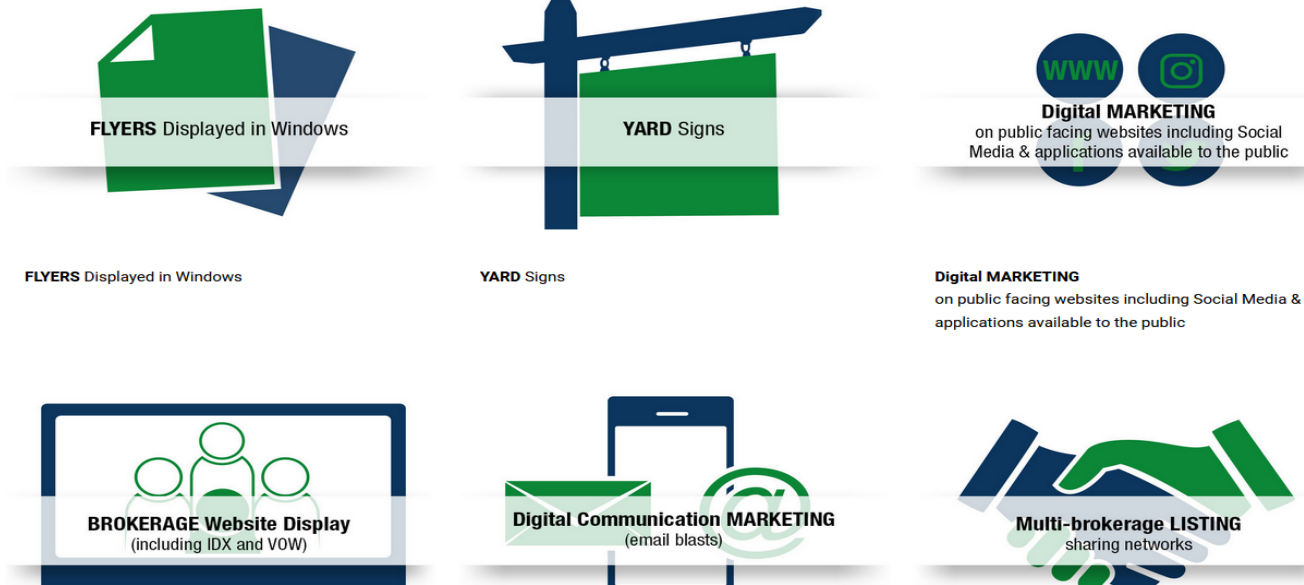 FLYERS Displayed in Windows
YARD Signs
WWW
Digital MARKETING
on public facing websites including Social
Media & applications available to the public
FLYERS Displayed in Windows
YARD Signs
Digital MARKETING
on public facing websites including Social Media &
applications available to the public
BROKERAGE Website Display
(including IDX and VOW)
@
Digital Communication MARKETING
(email blasts)
Multi-brokerage LISTING
sharing networks